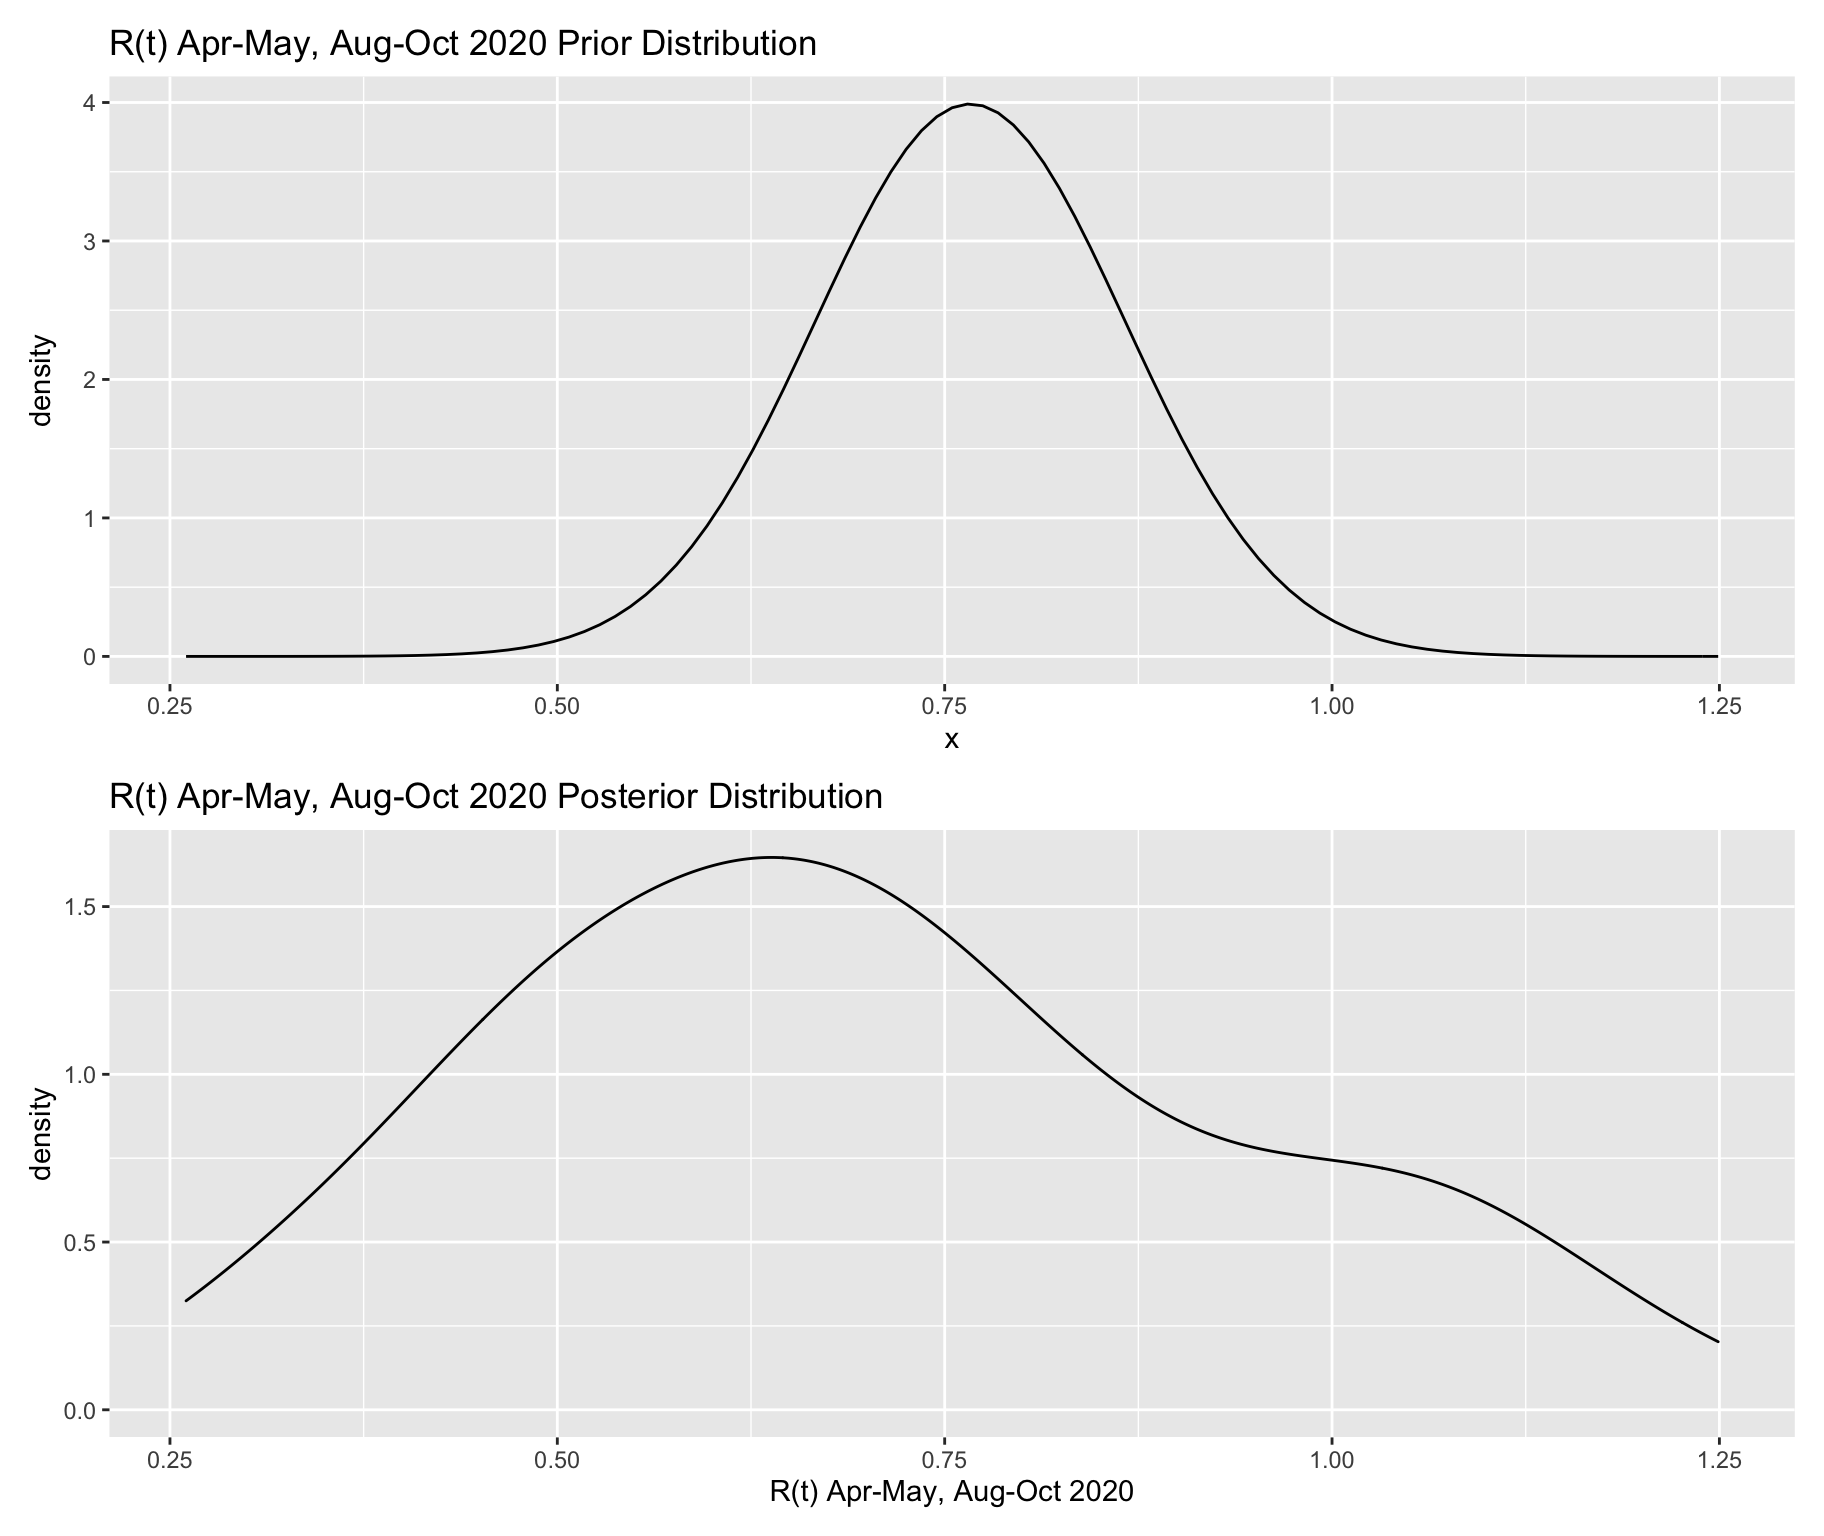 R(t) Apr-May, Aug-Oct 2020 Prior Distribution
4
3
2
1
0
density
0.25 0.50 0.75 1.00 1.25
x
R(t) Apr-May, Aug-Oct 2020 Posterior Distribution
1.5
1.0
0.5
0.0
density
0.25 0.50 0.75 1.00 1.25
R(t) Apr-May, Aug-Oct 2020